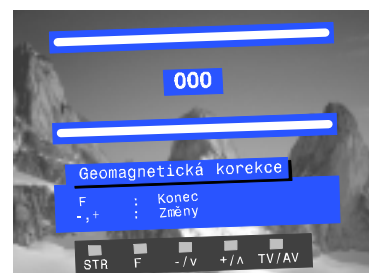 000
Geomagnetická korekce
F : Konec
-,+ : Změny
STR F -/v +/ʌ TV/AV